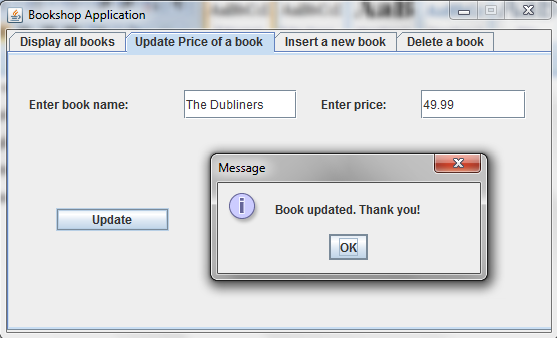 Bookshop Application
Display all books
Update Price of a book
Insert a new book
Delete a book
Enter book name:
The Dubliners
Enter price:
49.99
Message
Book updated. Thank you!
Update
OK